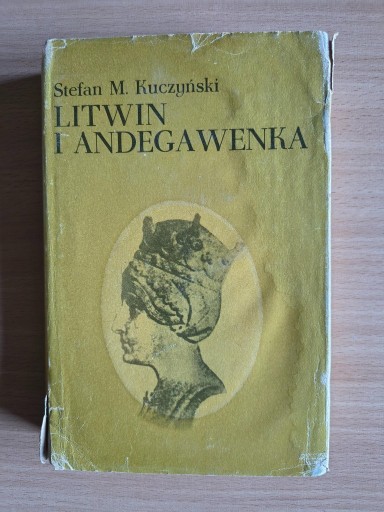 Stefan M. Kuczyński
LITWIN
I ANDEGAWENKA